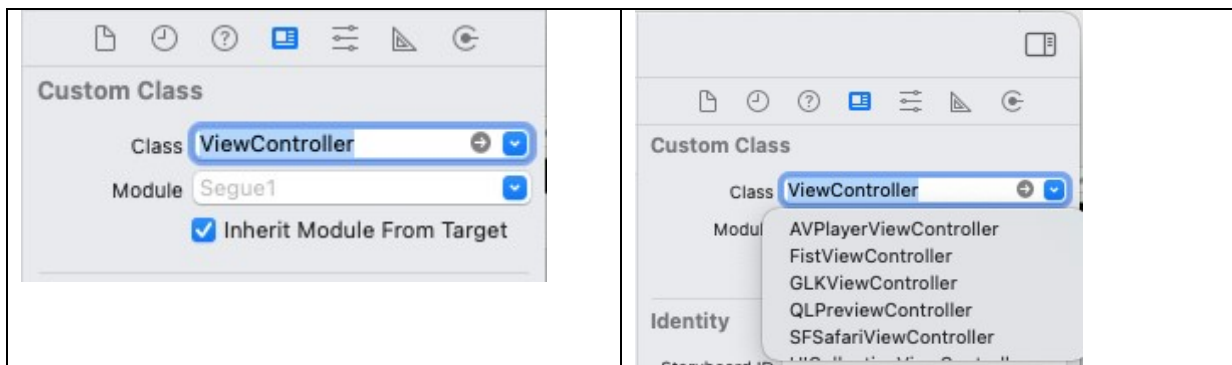 Custom Class
Class ViewController
Module Segue1
Inherit Module From Target
Custom Class
Class ViewController
Modul
AVPlayerViewController
FistViewController
GLKViewController
QLPreviewController
SFSafariViewController
Identity